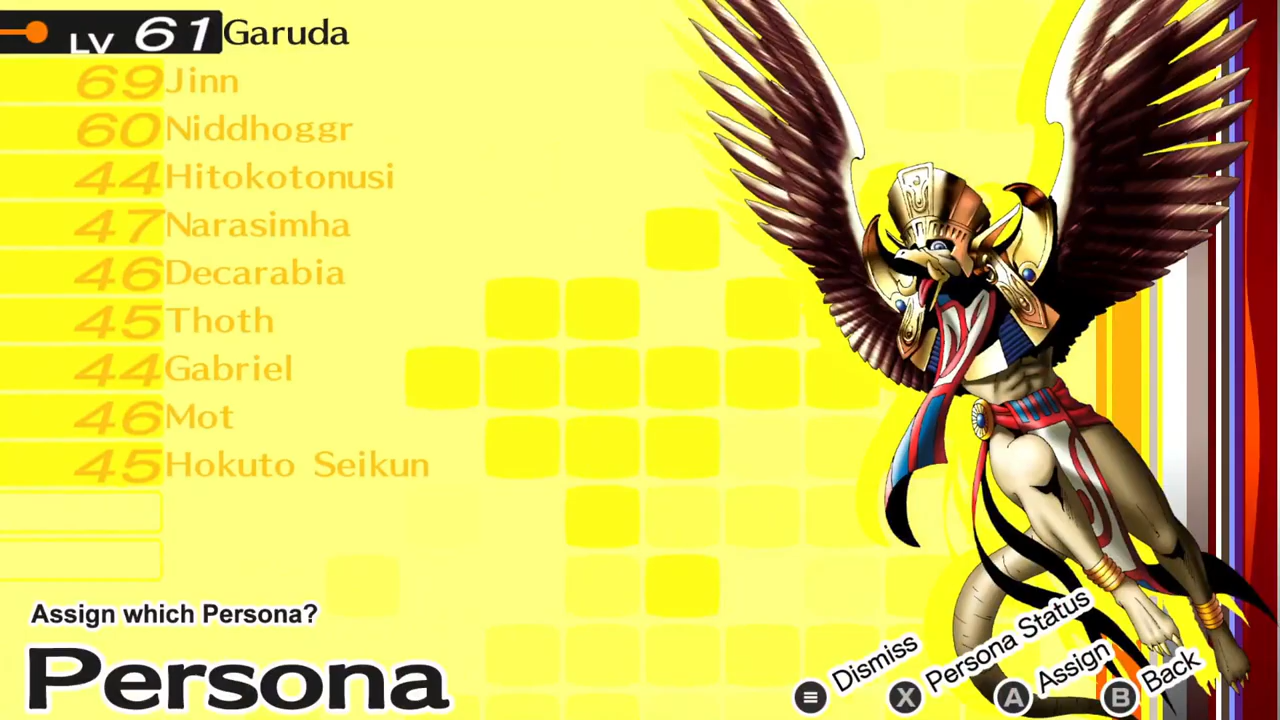 LV 61 Garuda
69 Jinn
60 Niddhoggr
44 Hitokotonusi
47 Narasimha
46 Decarabia
45 Thoth
44 Gabriel
46 Mot
45 Hokuto Seikun
Assign which Persona?
Persona
Dismiss
X Persona Status
A Assign
B Back